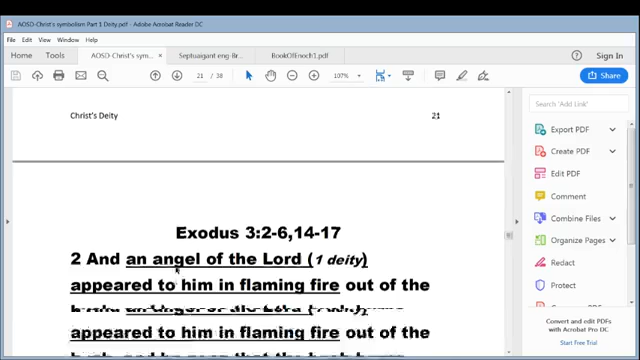 AOSD-Christ's symbolism Part 1 Deity.pdf - Adobe Acrobat Reader DC
File Edit View Window Help
Home Tools AOSD-Christ's sym... × Septuaigant eng-Br... BookOfEnoch1.pdf Sign In
21 / 38 107% Share
Christ's Deity 21
Exodus 3:2-6,14-17
2 And an angel of the Lord (1 deity)
appeared to him in flaming fire out of the
appeared to him in flaming fire out of the
Search 'Add Link'
Export PDF
Create PDF
Edit PDF
Comment
Combine Files
Organize Pages
Redact
Protect
Convert and edit PDFs
with Acrobat Pro DC
Start Free Trial